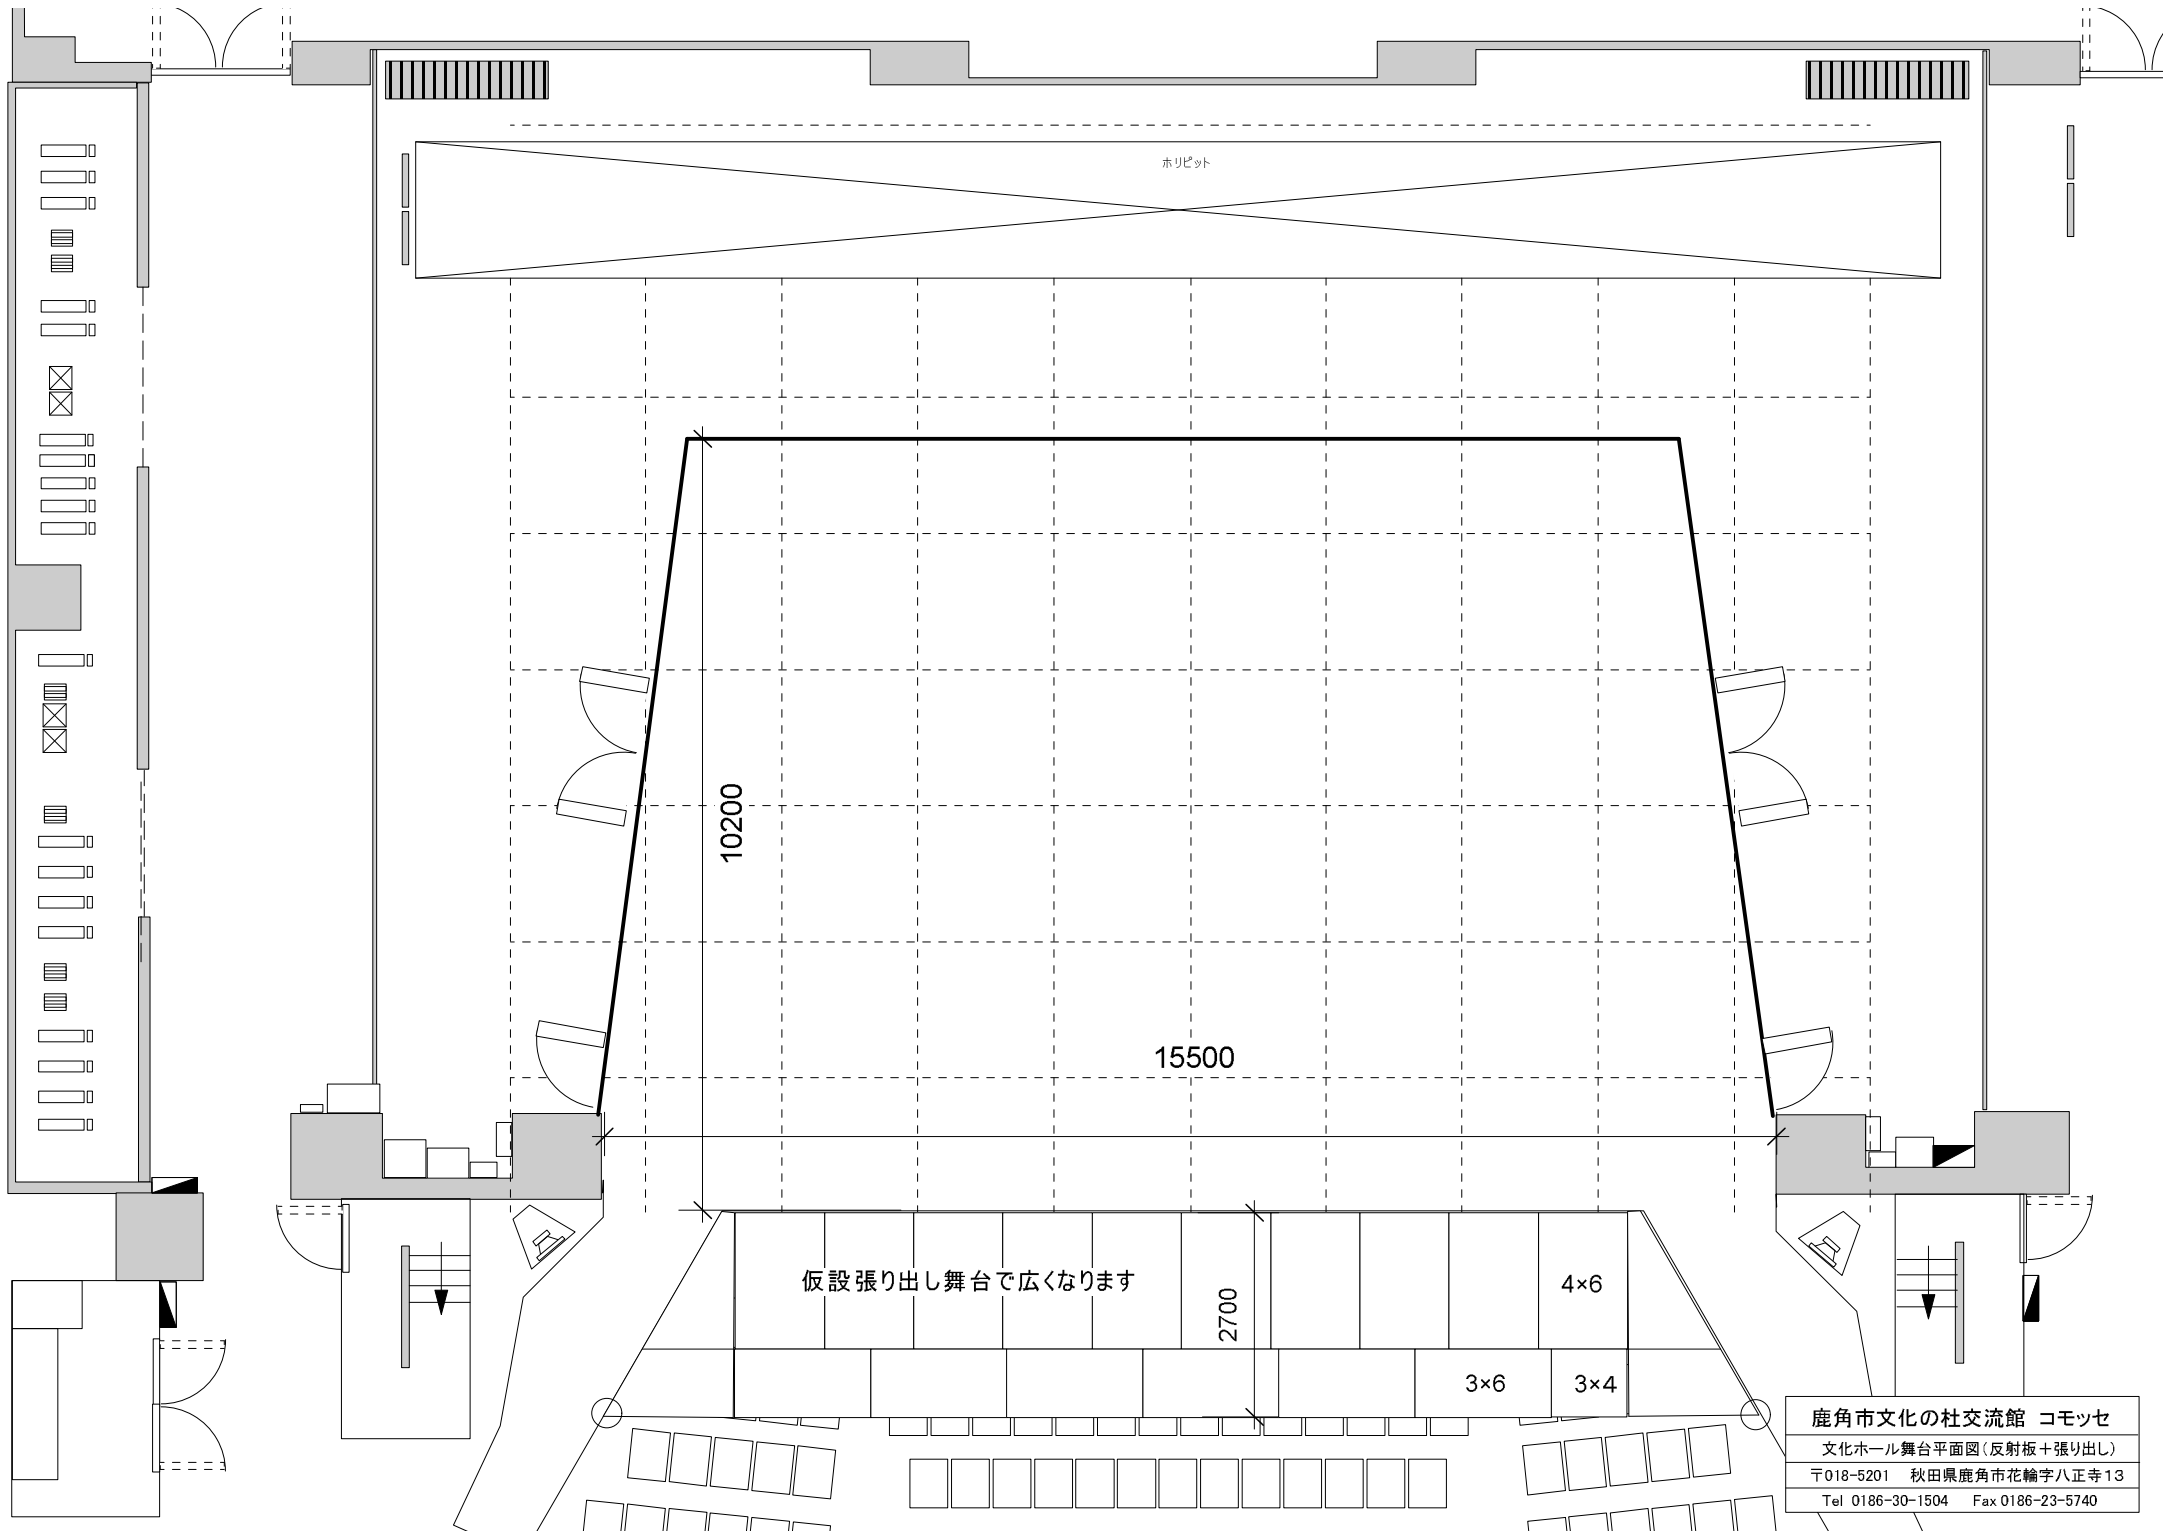 ホリピット
10200
15500
仮設張り出し舞台で広くなります
2700
4×6
3×6
3×4
鹿角市文化の杜交流館 コモッセ
文化ホール舞台平面図(反射板+張り出し)
〒018-5201 秋田県鹿角市花輪字八正寺13
Tel 0186-30-1504 Fax 0186-23-5740